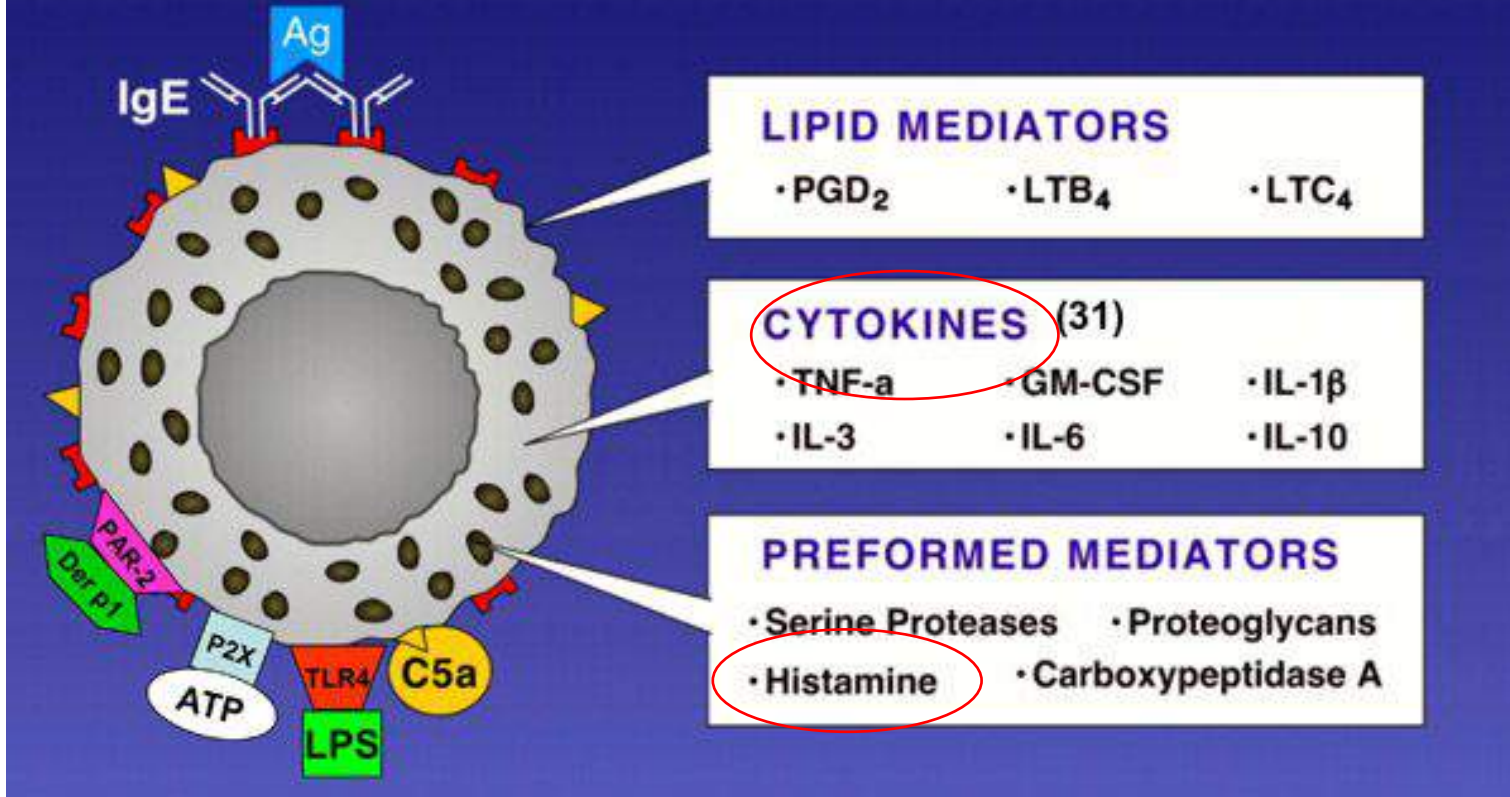 Ag
IgE
LIPID MEDIATORS
·PGD₂ ·LTB₄ ·LTC₄
CYTOKINES (31)
·TNF-a ·GM-CSF ·IL-1β
·IL-3 ·IL-6 ·IL-10
PREFORMED MEDIATORS
·Serine Proteases ·Proteoglycans
·Histamine ·Carboxypeptidase A
PAR-2
Der p1
P2X
ATP
TLR4
LPS
C5a